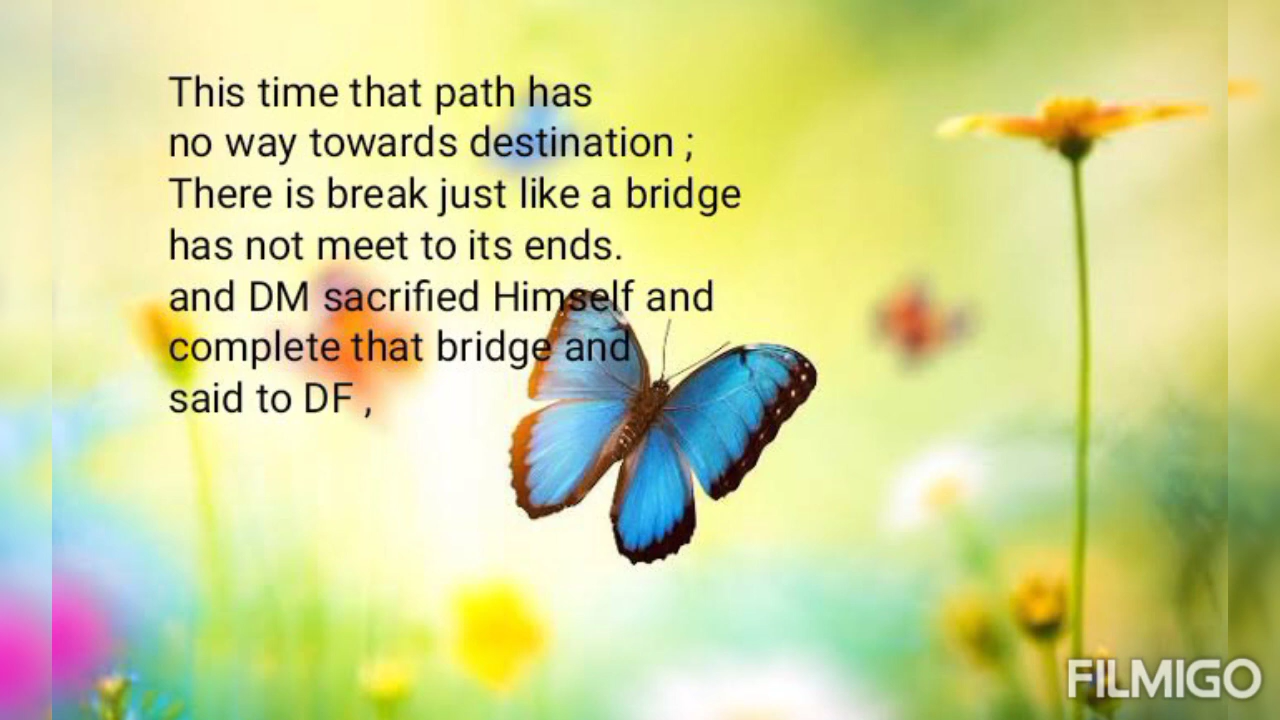 This time that path has
no way towards destination ;
There is break just like a bridge
has not meet to its ends.
and DM sacrified Himself and
complete that bridge and
said to DF ,
FILMIGO